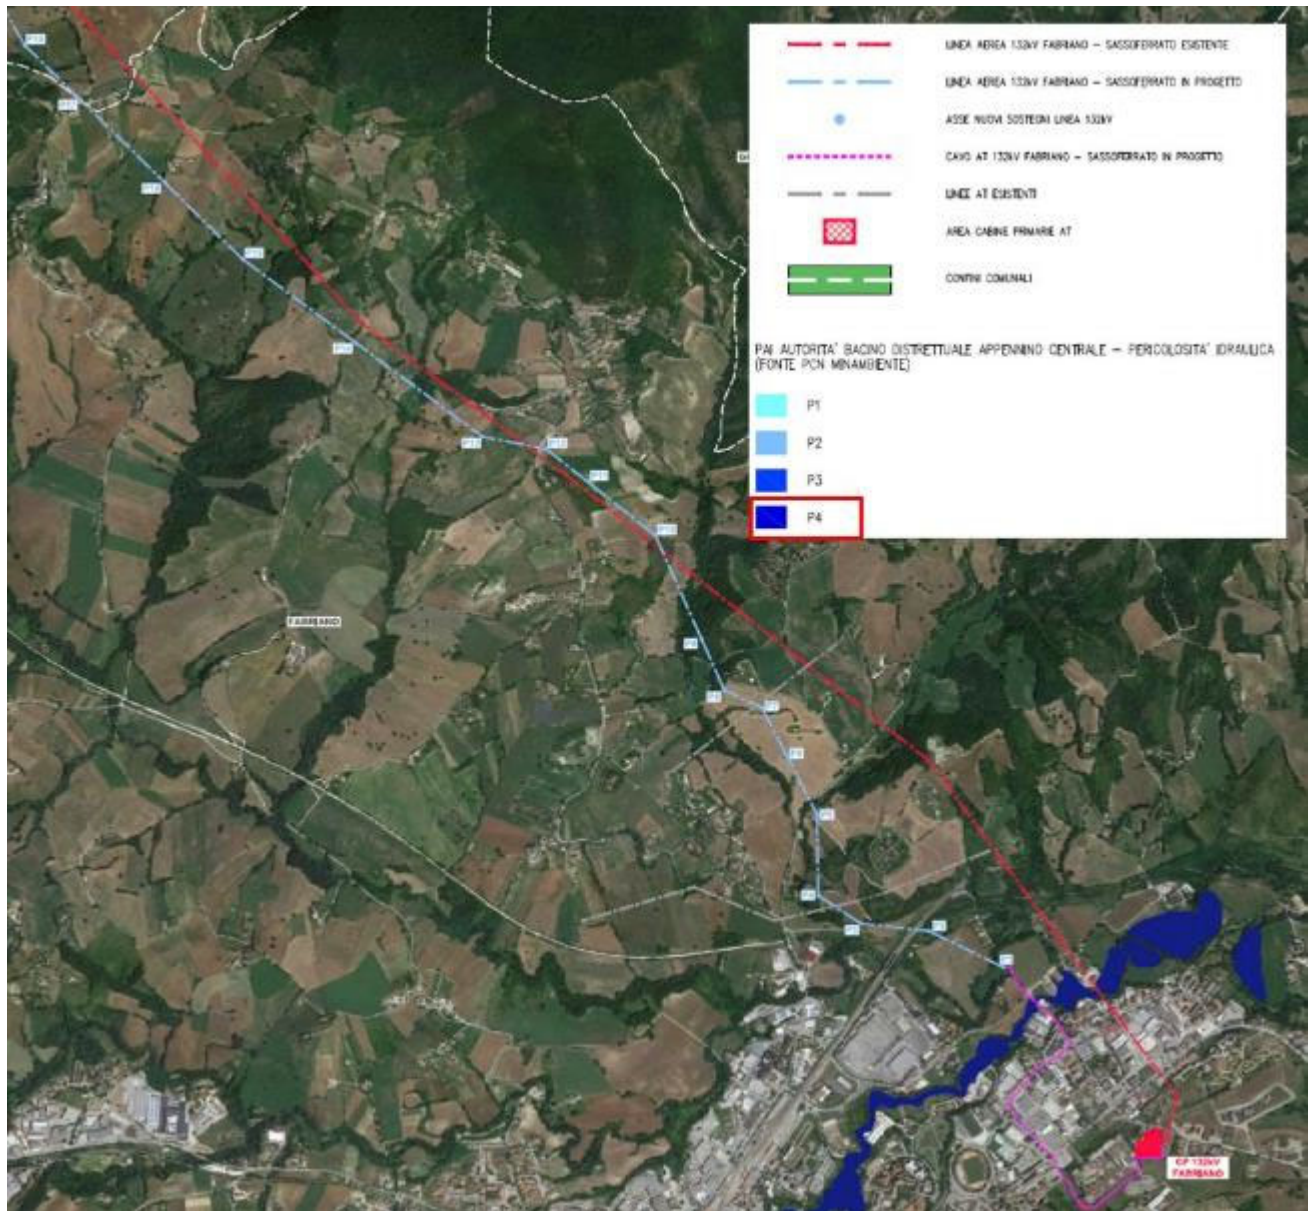 LINEA AEREA 132kV FABRIANO – SASSOFERRATO ESISTENTE
LINEA AEREA 132kV FABRIANO – SASSOFERRATO IN PROGETTO
ASSE NUOVI SOSTEGNI LINEA 132kV
CAVO AT 132kV FABRIANO – SASSOFERRATO IN PROGETTO
LINEE AT ESISTENTI
AREA CABINE PRIMARIE AT
CONFINI COMUNALI
PAI AUTORITA' BACINO DISTRETTUALE APPENNINO CENTRALE – PERICOLOSITA' IDRAULICA
(FONTE PCN MINAMBIENTE)
P1
P2
P3
P4
FABRIANO
CP 132kV
FABRIANO